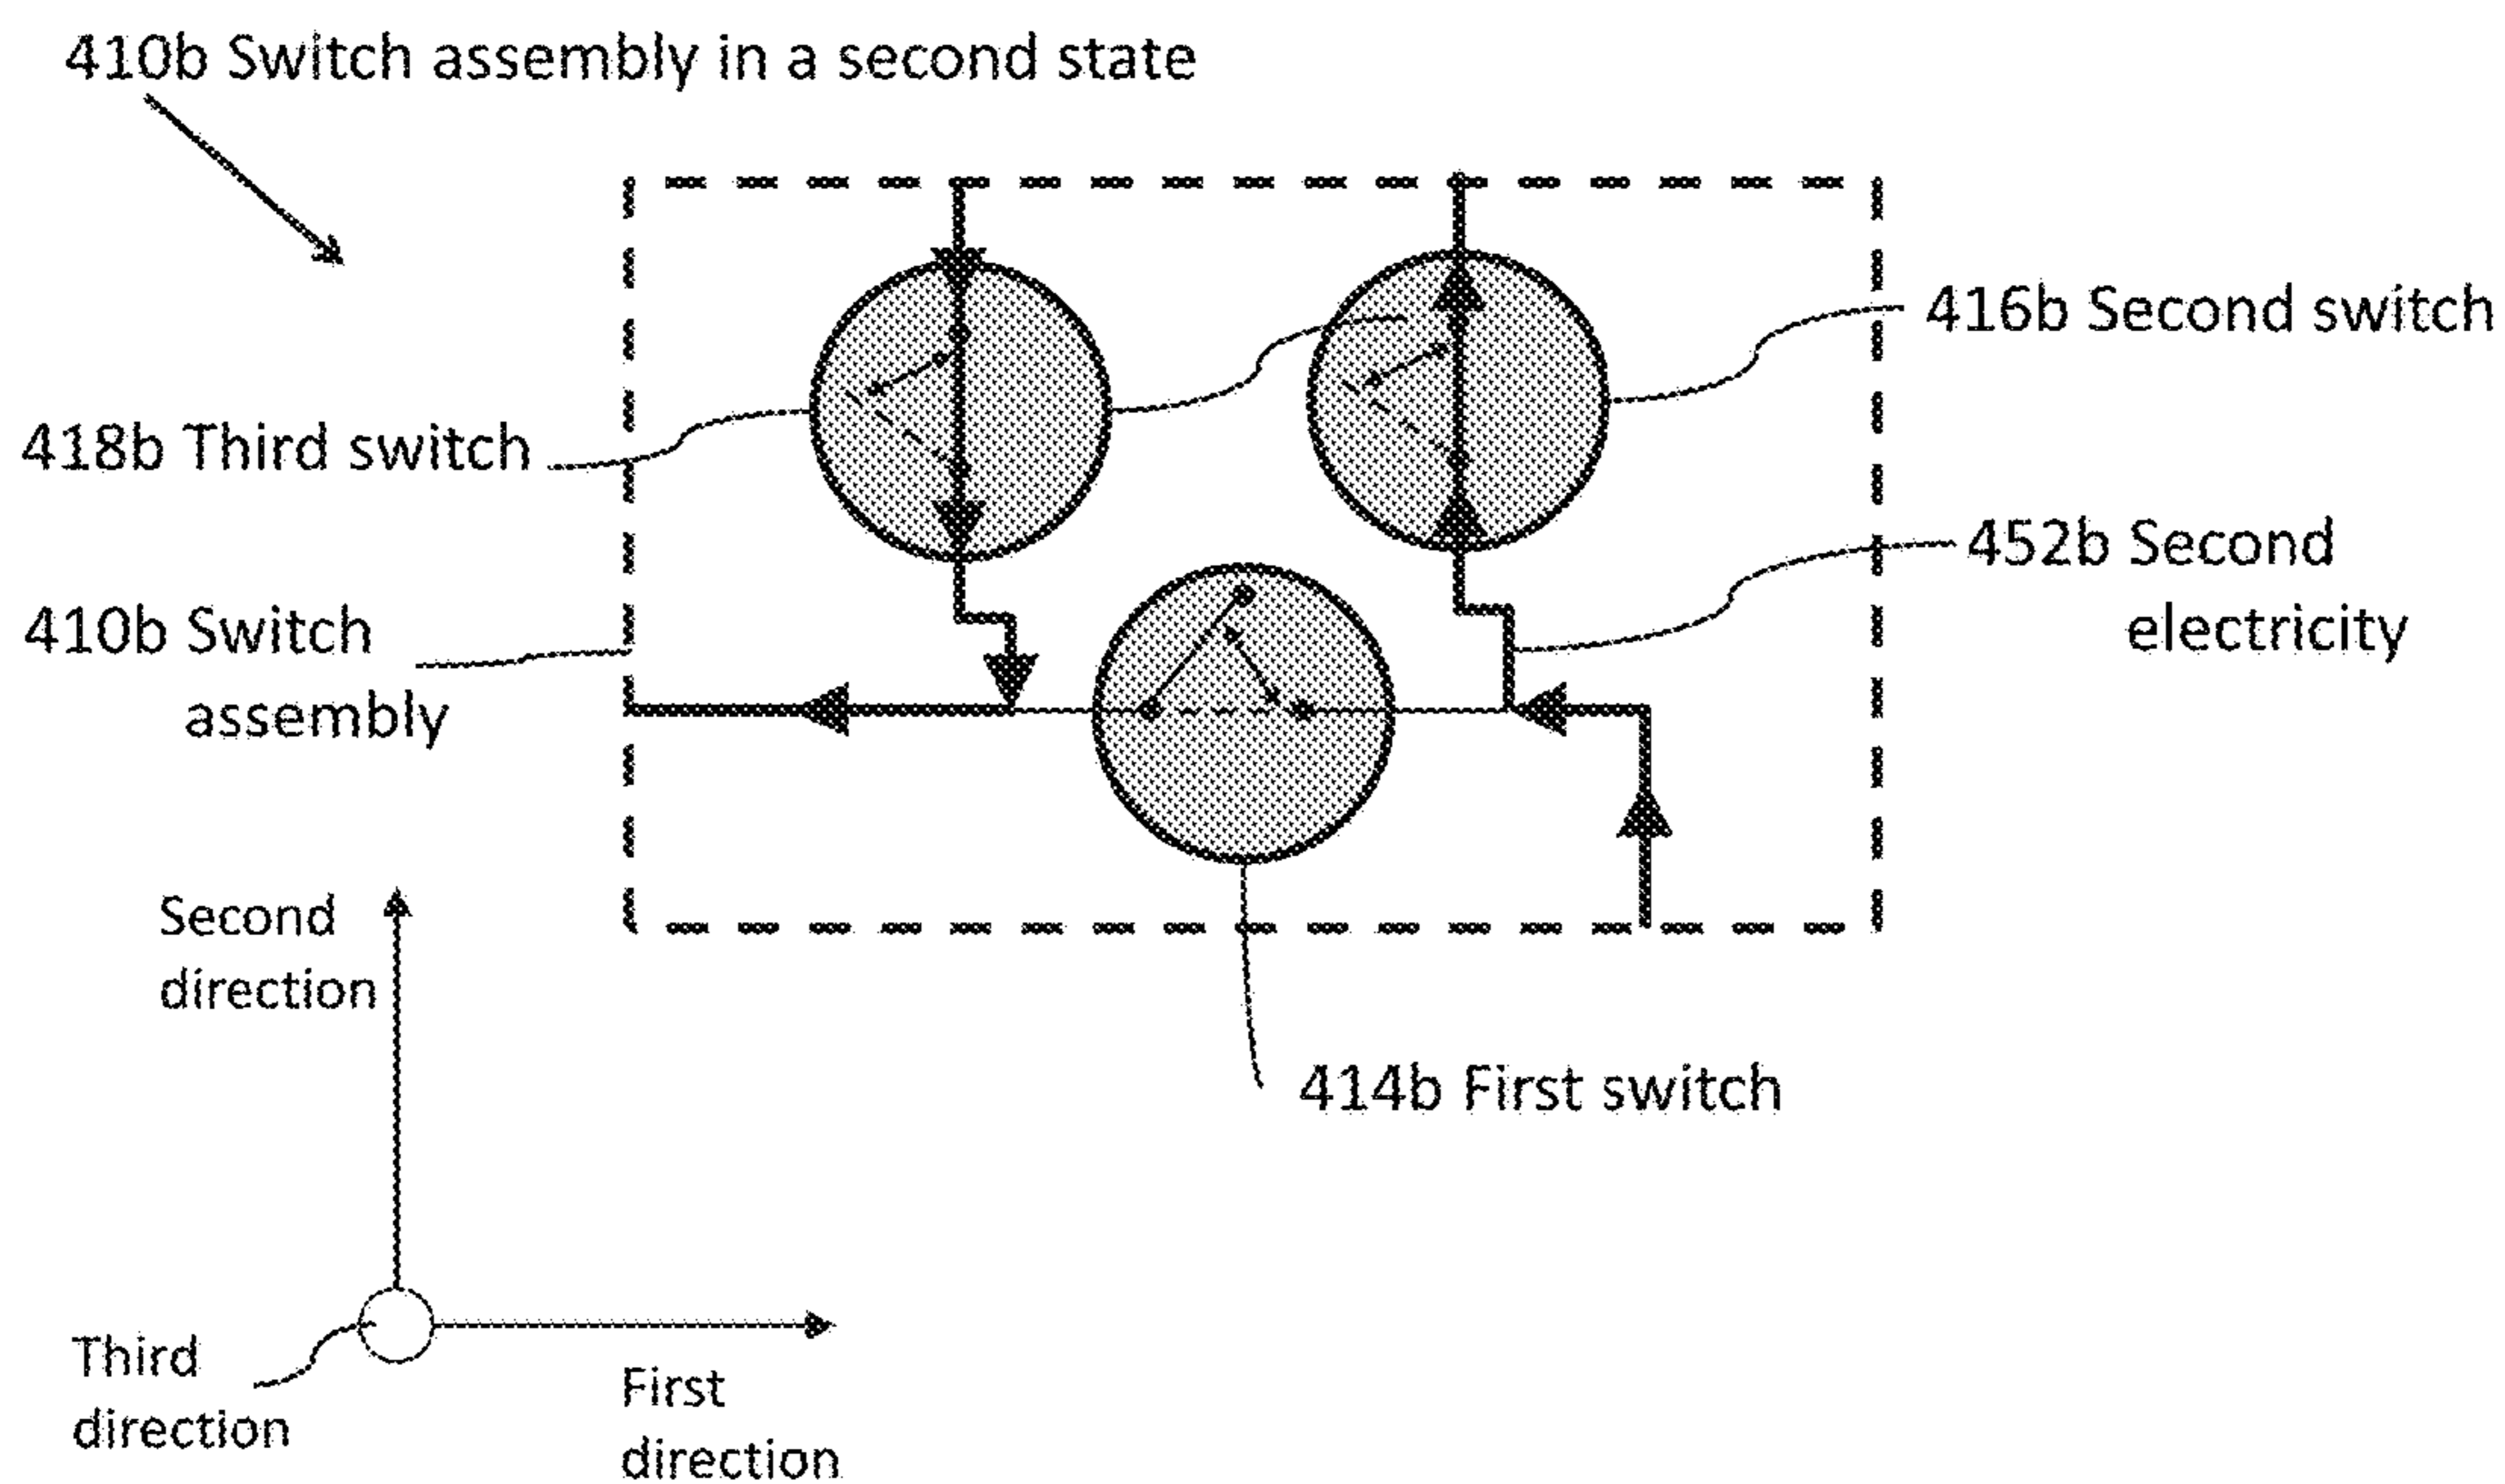 410b Switch assembly in a second state
416b Second switch
418b Third switch
452b Second
electricity
410b Switch
assembly
Second
direction
414b First switch
Third
direction
First
direction